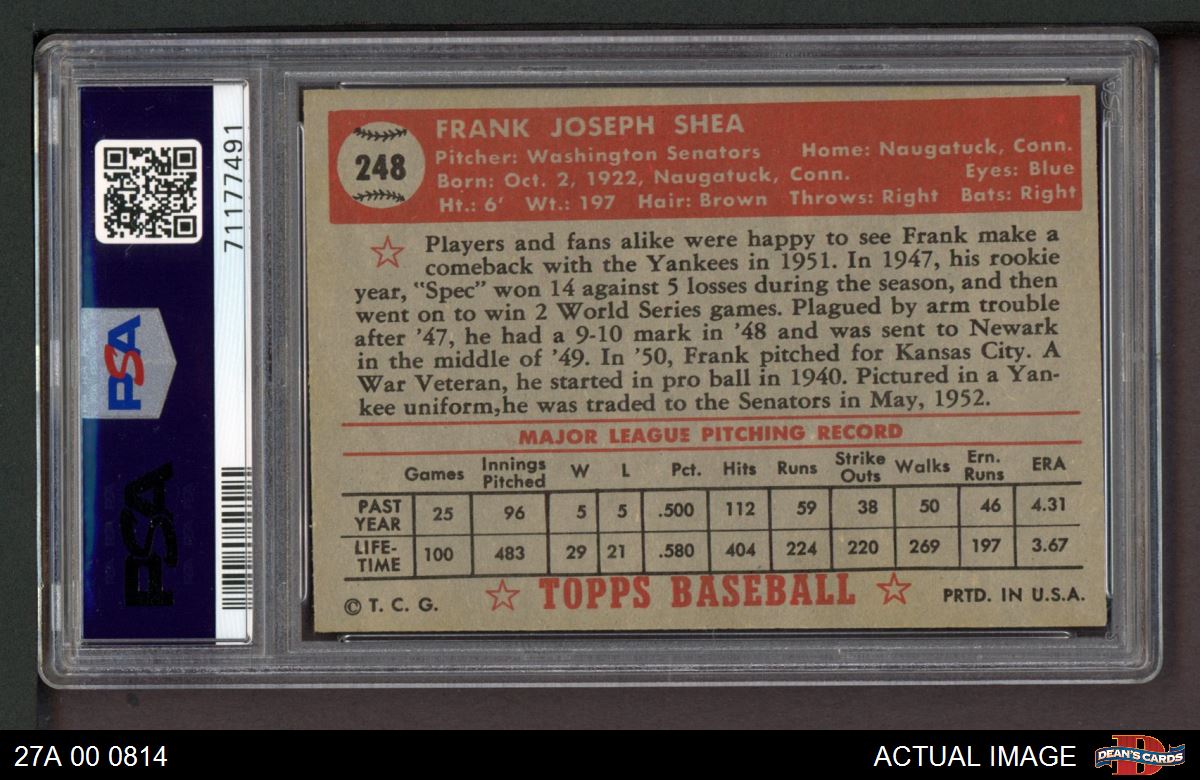 71177491
PSA
PSA
248
FRANK JOSEPH SHEA
Pitcher: Washington Senators Home: Naugatuck, Conn.
Born: Oct. 2, 1922, Naugatuck, Conn. Eyes: Blue
Ht.: 6' Wt.: 197 Hair: Brown Throws: Right Bats: Right
Players and fans alike were happy to see Frank make a
comeback with the Yankees in 1951. In 1947, his rookie
year, "Spec" won 14 against 5 losses during the season, and then
went on to win 2 World Series games. Plagued by arm trouble
after '47, he had a 9-10 mark in '48 and was sent to Newark
in the middle of '49. In '50, Frank pitched for Kansas City. A
War Veteran, he started in pro ball in 1940. Pictured in a Yan-
kee uniform,he was traded to the Senators in May, 1952.
MAJOR LEAGUE PITCHING RECORD
Games Innings Pitched W L Pct. Hits Runs Strike Outs Walks Ern. Runs ERA
PAST YEAR 25 96 5 5 .500 112 59 38 50 46 4.31
LIFE-TIME 100 483 29 21 .580 404 224 220 269 197 3.67
© T. C. G. TOPPS BASEBALL PRTD. IN U.S.A.
27A 00 0814 ACTUAL IMAGE DEAN'S CARDS